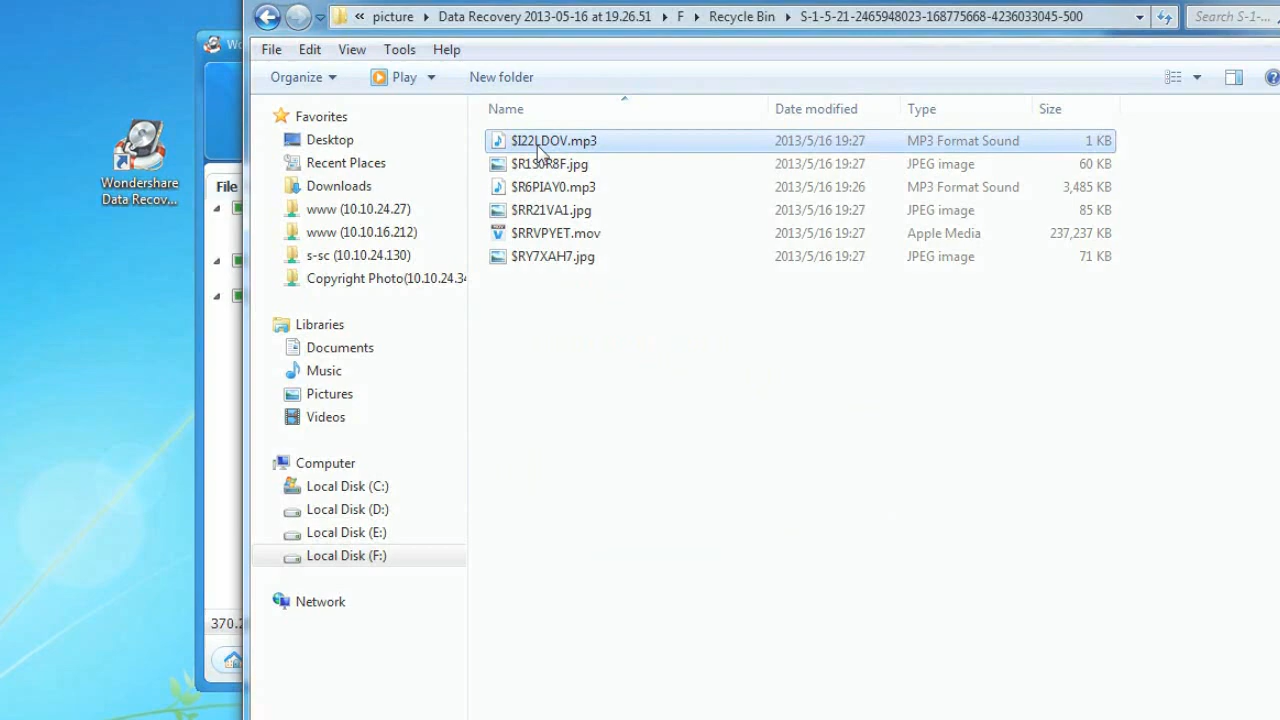 picture ▸ Data Recovery 2013-05-16 at 19.26.51 ▸ F ▸ Recycle Bin ▸ S-1-5-21-2465948023-168775668-4236033045-500
Search S-1-...
File Edit View Tools Help
Organize Play New folder
Name Date modified Type Size
$I22LDOV.mp3 2013/5/16 19:27 MP3 Format Sound 1 KB
2013/5/16 19:27 JPEG image 60 KB
$R6PIAY0.mp3 2013/5/16 19:26 MP3 Format Sound 3,485 KB
$RR21VA1.jpg 2013/5/16 19:27 JPEG image 85 KB
$RRVPYET.mov 2013/5/16 19:27 Apple Media 237,237 KB
$RY7XAH7.jpg 2013/5/16 19:27 JPEG image 71 KB
Favorites
Desktop
Recent Places
Downloads
www (10.10.24.27)
www (10.10.16.212)
s-sc (10.10.24.130)
Copyright Photo(10.10.24.34
Libraries
Documents
Music
Pictures
Videos
Computer
Local Disk (C:)
Local Disk (D:)
Local Disk (E:)
Local Disk (F:)
Network
Wondershare
Data Recov...
File
370.2